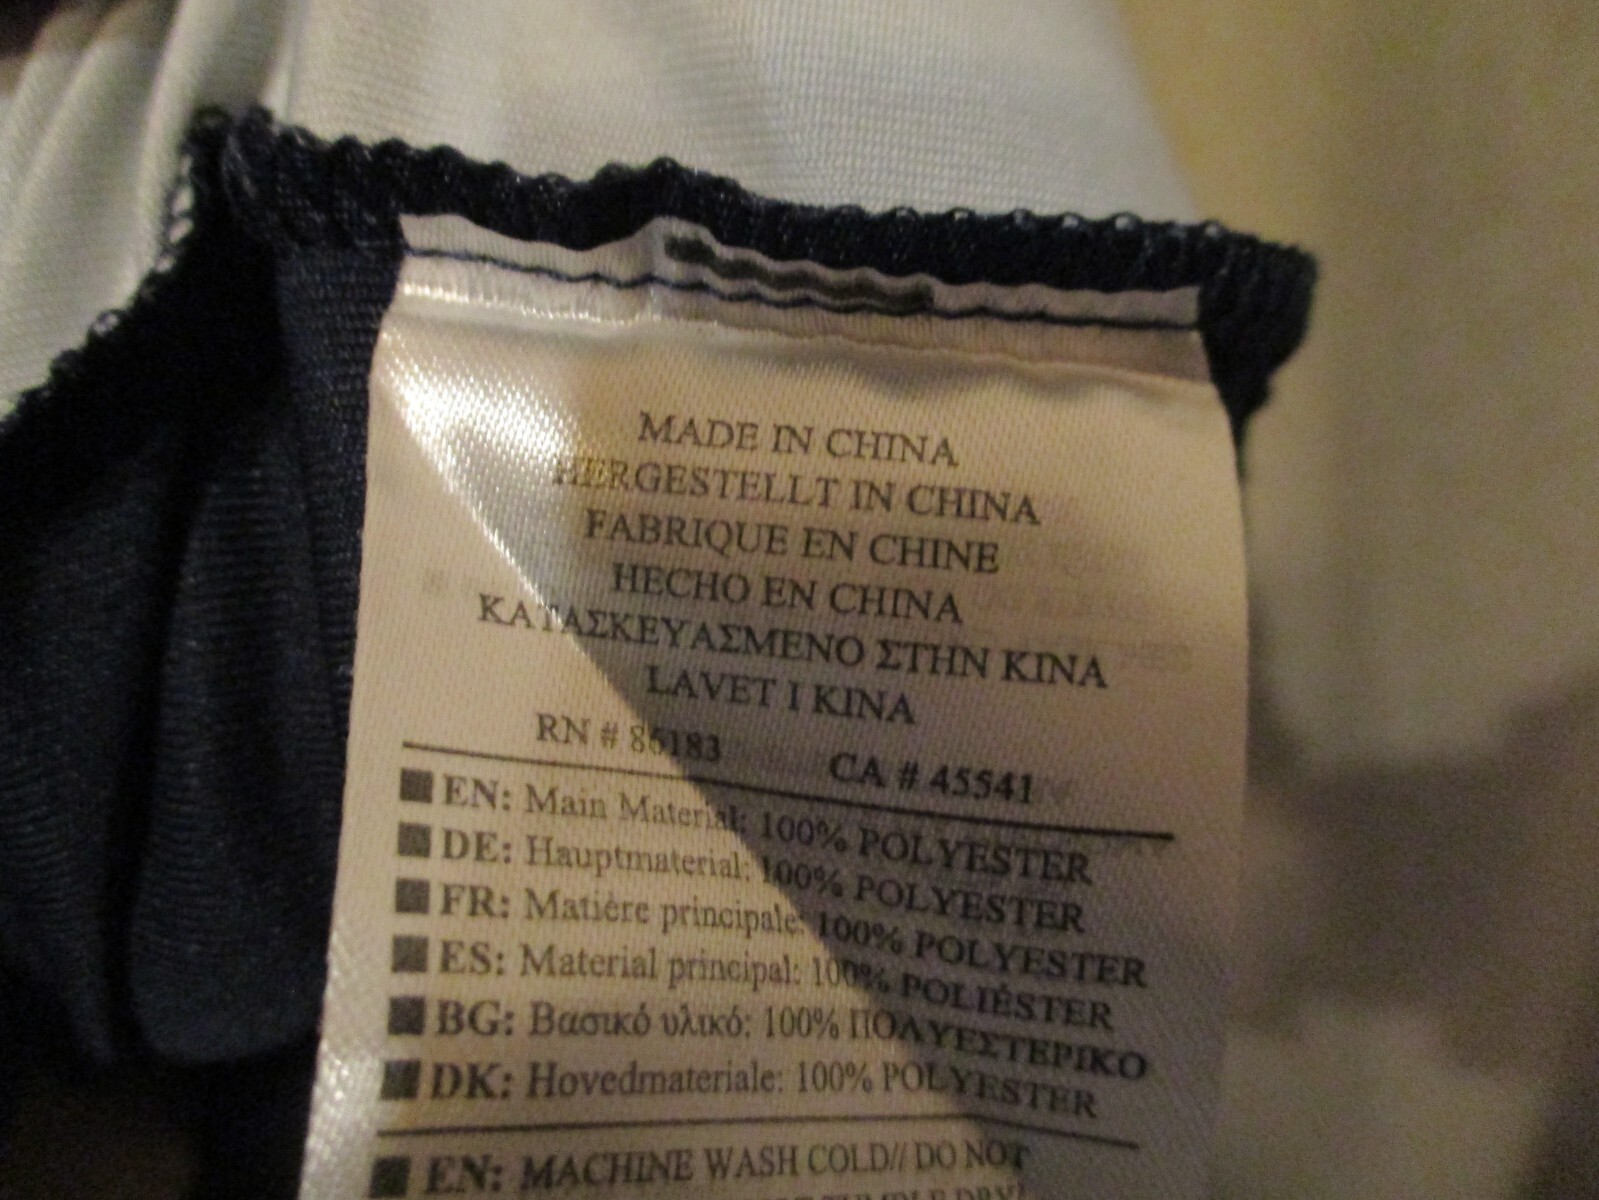 MADE IN CHINA
HERGESTELLT IN CHINA
FABRIQUE EN CHINE
HECHO EN CHINA
ΚΑΤΑΣΚΕΥΑΣΜΕΝΟ ΣΤΗΝ ΚΙΝΑ
LAVET I KINA
RN # 86183 CA # 45541
EN: Main Material: 100% POLYESTER
DE: Hauptmaterial: 100% POLYESTER
FR: Matière principale: 100% POLYESTER
ES: Material principal: 100% POLIÉSTER
BG: Βασικό υλικό: 100% ΠΟΛΥΕΣΤΕΡΙΚΟ
DK: Hovedmateriale: 100% POLYESTER
EN: MACHINE WASH COLD// DO NOT
TUMBLE DRY/